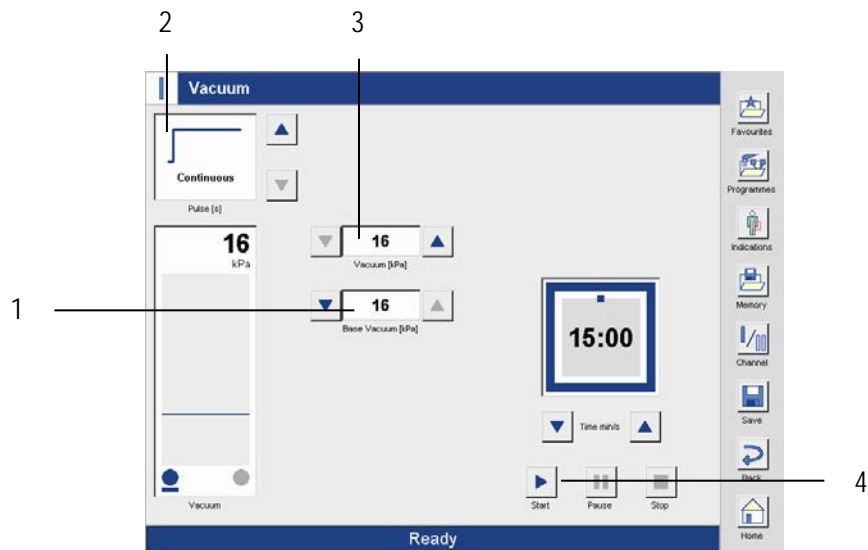 2
3
Vacuum
Continuous
Pulse [s]
16
kPa
16
Vacuum [kPa]
1
16
Base Vacuum [kPa]
15:00
Time min/s
Vacuum
Start
Pause
Stop
4
Ready
Favourites
Programmes
Indications
Memory
Channel
Save
Back
Home